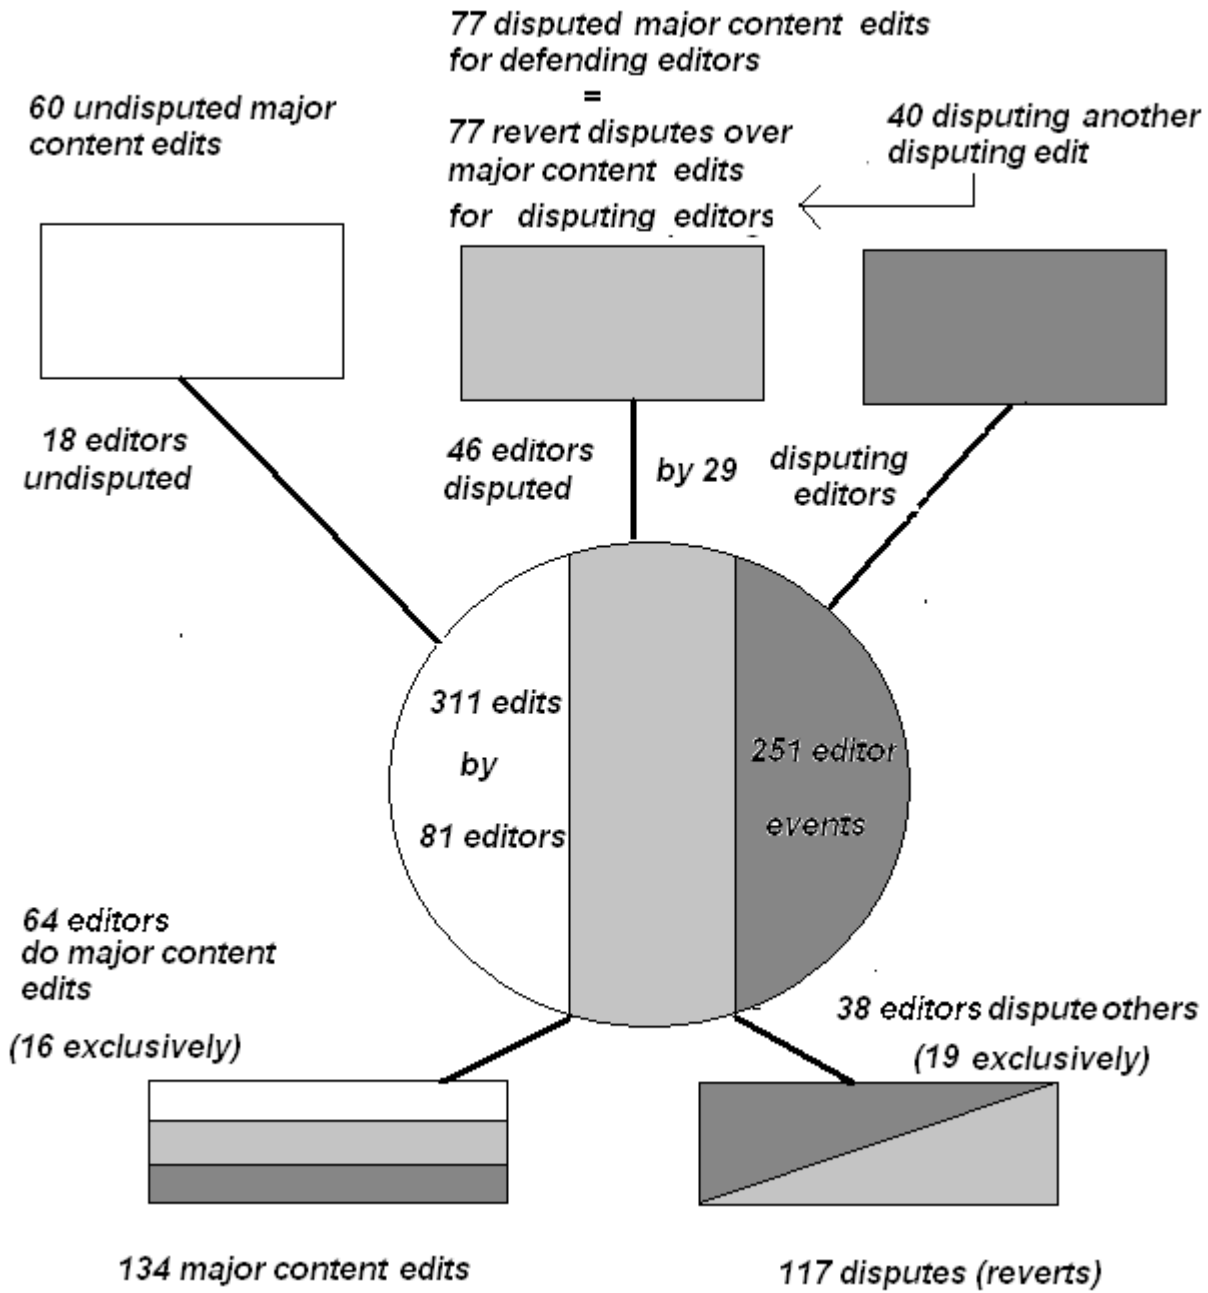 77 disputed major content edits
for defending editors
=
77 revert disputes over
major content edits
for disputing editors
60 undisputed major
content edits
40 disputing another
disputing edit
18 editors
undisputed
46 editors
disputed
by 29
disputing
editors
311 edits
by
81 editors
251 editor
events
64 editors
do major content
edits
(16 exclusively)
38 editors dispute others
(19 exclusively)
134 major content edits
117 disputes (reverts)